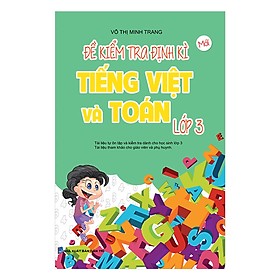 VÕ THỊ MINH TRANG
Mới
ĐỀ KIỂM TRA ĐỊNH KÌ
TIẾNG VIỆT
và TOÁN
LỚP 3
Tài liệu tự ôn tập và kiểm tra dành cho học sinh lớp 3
Tài liệu tham khảo cho giáo viên và phụ huynh